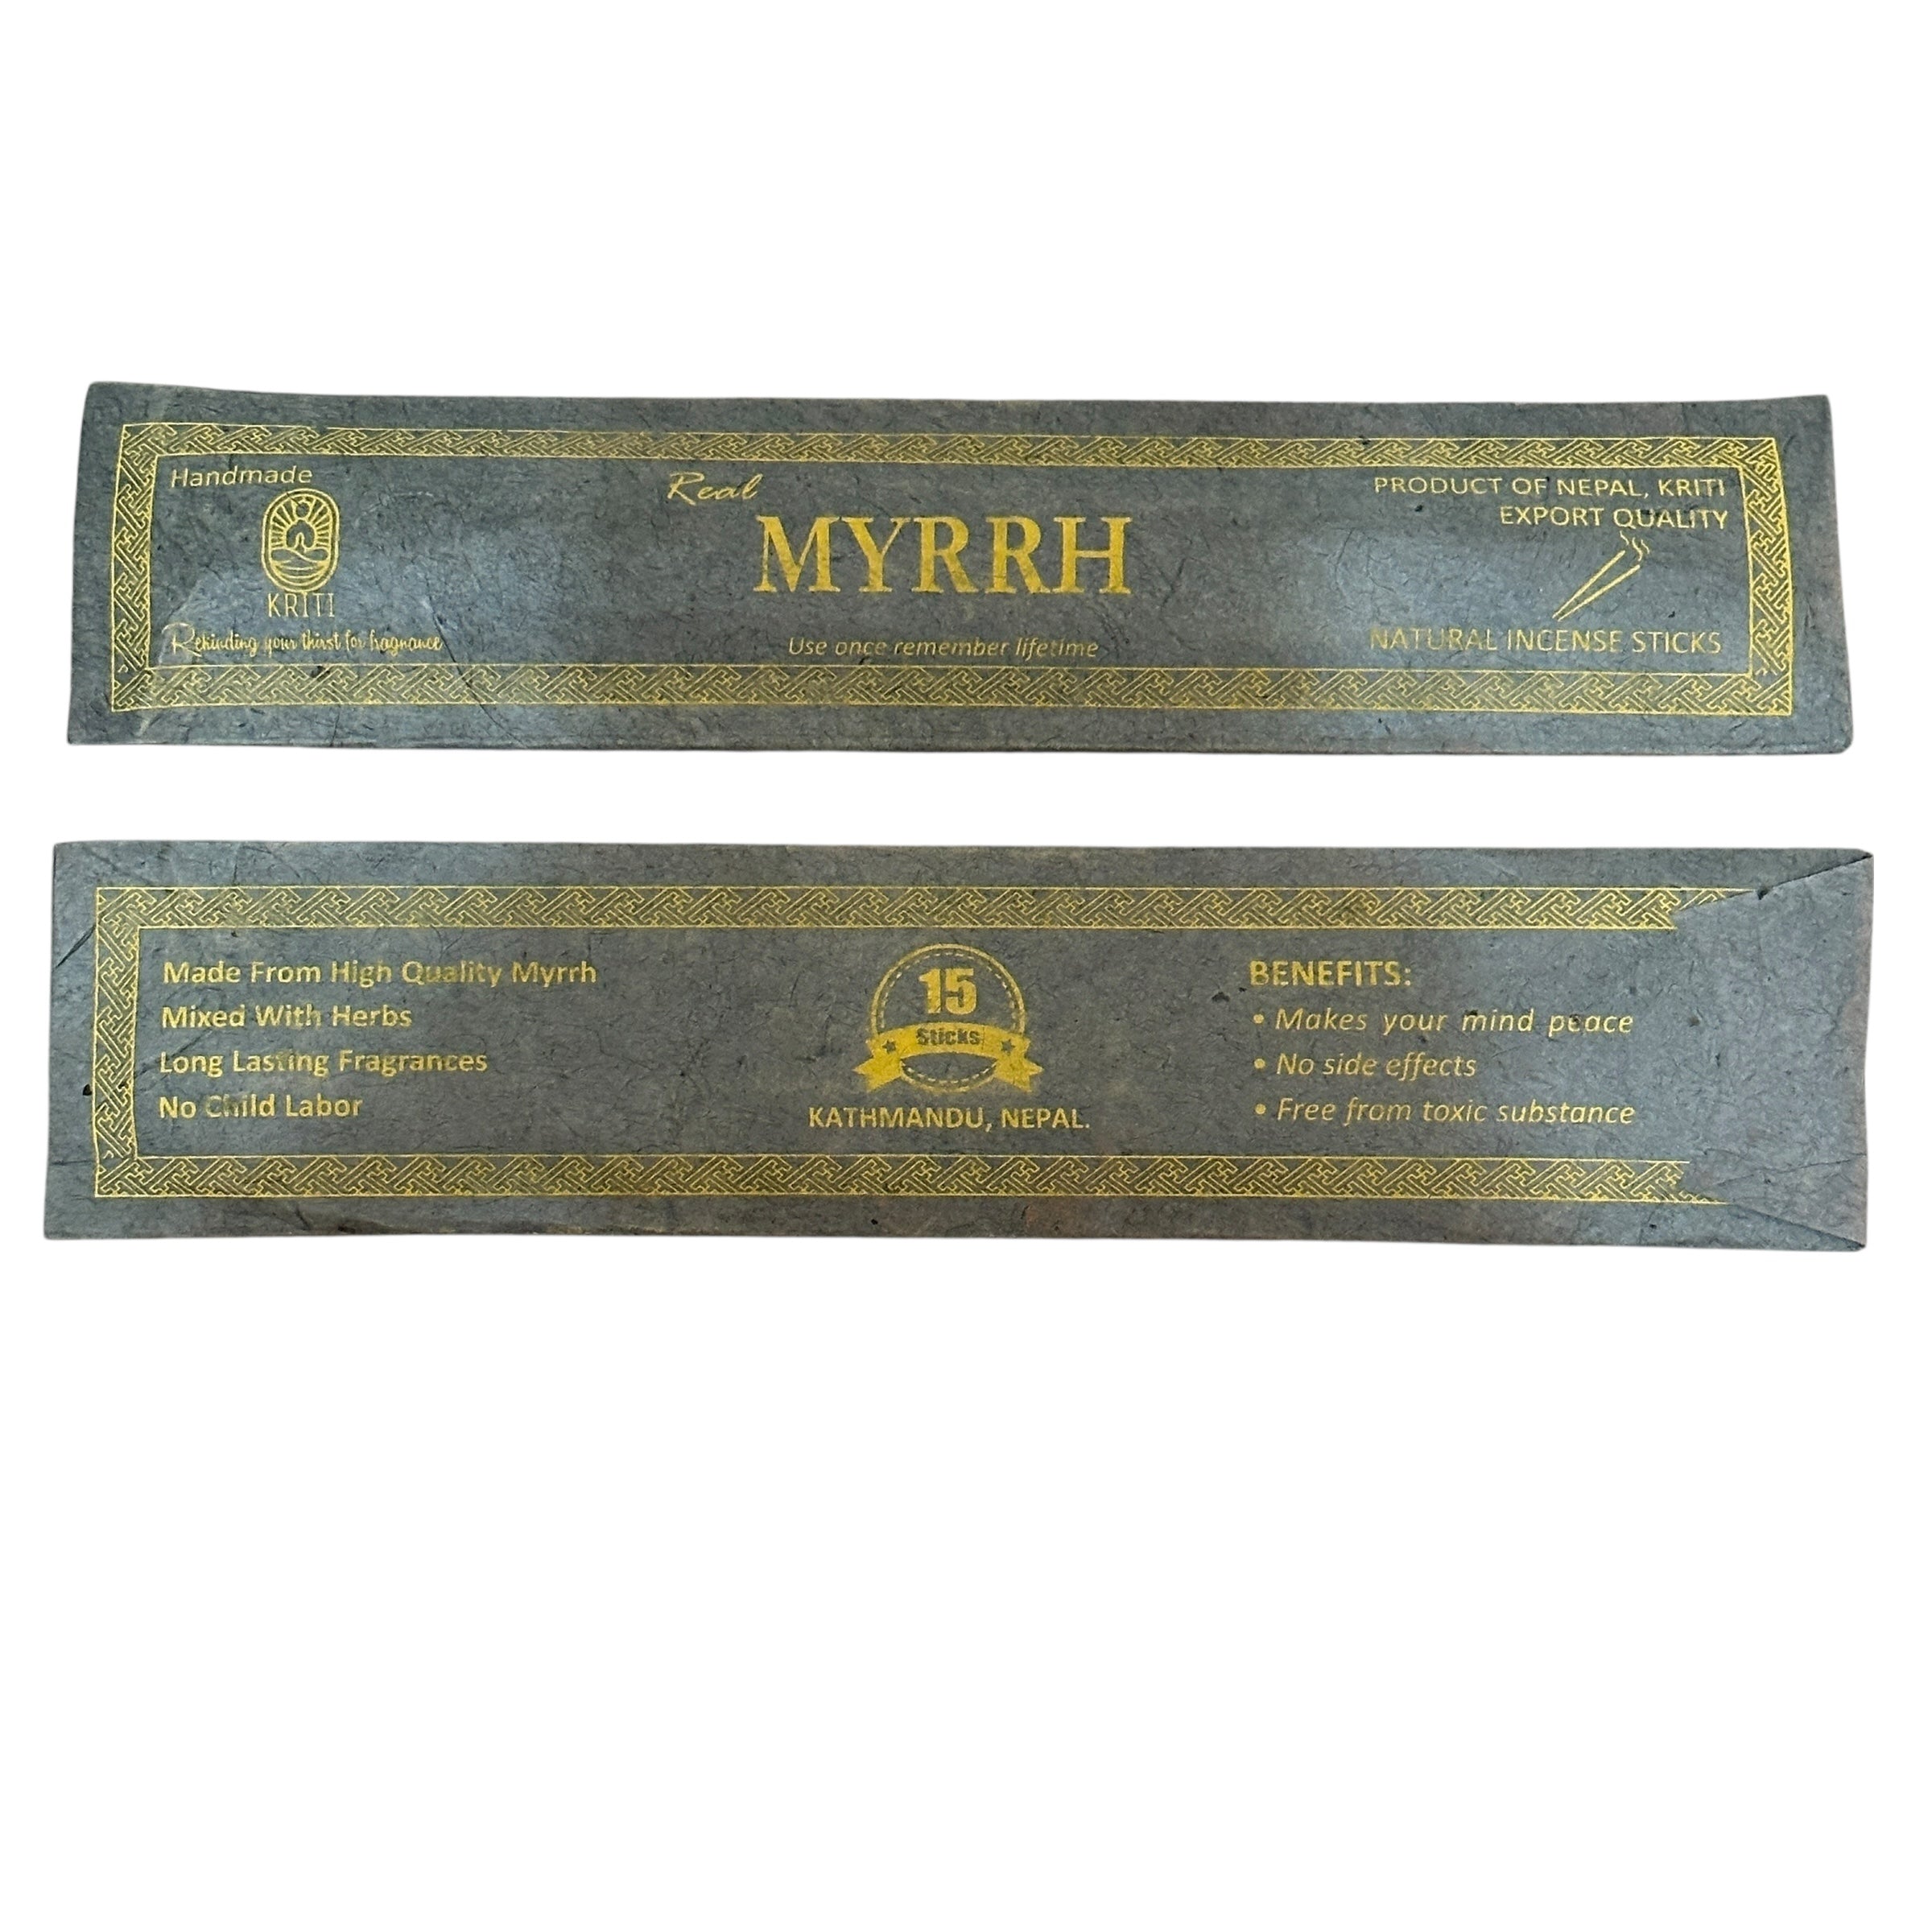 Handmade
KRITI
Rekinding your thirst for fragnance
Real
MYRRH
Use once remember lifetime
PRODUCT OF NEPAL, KRITI
EXPORT QUALITY
NATURAL INCENSE STICKS
Made From High Quality Myrrh
Mixed With Herbs
Long Lasting Fragrances
No Child Labor
15
Sticks
KATHMANDU, NEPAL.
BENEFITS:
• Makes your mind peace
• No side effects
• Free from toxic substance